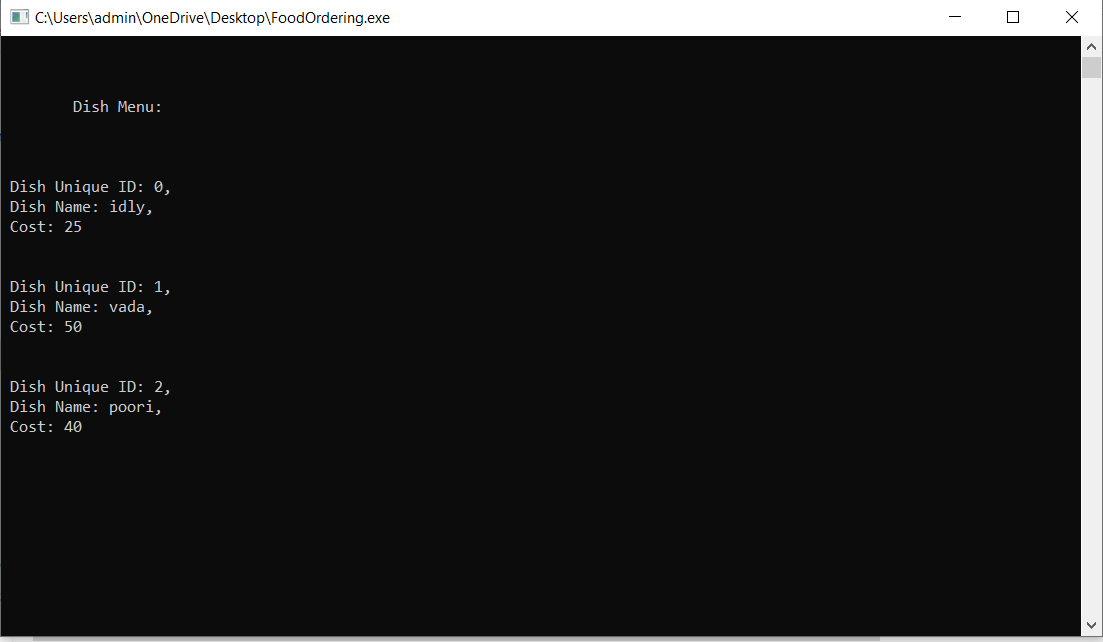 C:\Users\admin\OneDrive\Desktop\FoodOrdering.exe
Dish Menu:
Dish Unique ID: 0,
Dish Name: idly,
Cost: 25
Dish Unique ID: 1,
Dish Name: vada,
Cost: 50
Dish Unique ID: 2,
Dish Name: poori,
Cost: 40